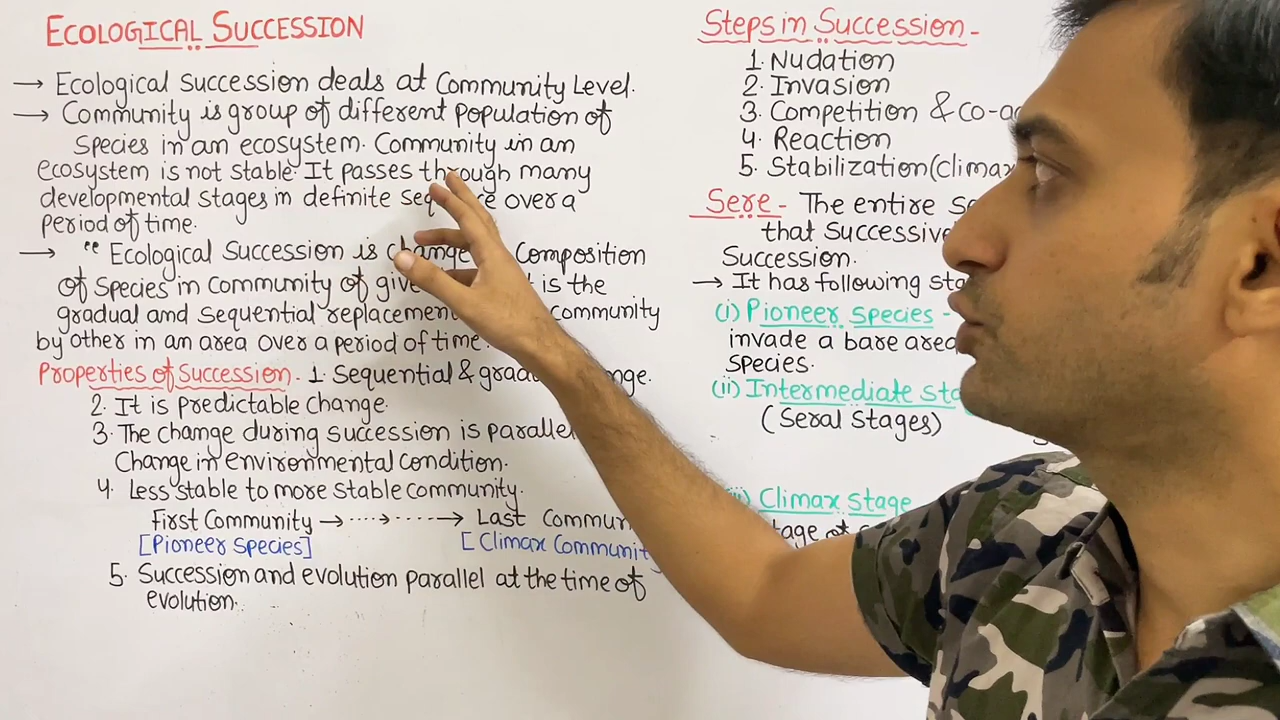 ECOLOGICAL SUCCESSION
→ Ecological Succession deals at Community Level.
→ Community is group of different Population of
Species in an ecosystem. Community in an
ecosystem is not stable. It passes through many
developmental stages in definite over a
period of time.
→ "Ecological Succession is change Composition
of Species in Community of is the
gradual and sequential replacement community
by other in an area over a period of time.
Properties of Succession - 1. Sequential & change.
2. It is predictable change.
3. The change during succession is parallel
Change in environmental condition.
4. Less stable to more stable community.
First Community → ····→ ····→ Last
[Pioneer Species] [Climax
5. Succession and evolution parallel at the time of
evolution.
Steps in Succession -
1. Nudation
2. Invasion
3. Competition &
4. Reaction
5. Stabilization (Climax
Sere - The entire
that
Succession.
→ It has following
(i) Pioneer species -
invade a bare area
species.
(ii) Intermediate
(Seral Stages)
Climax stage